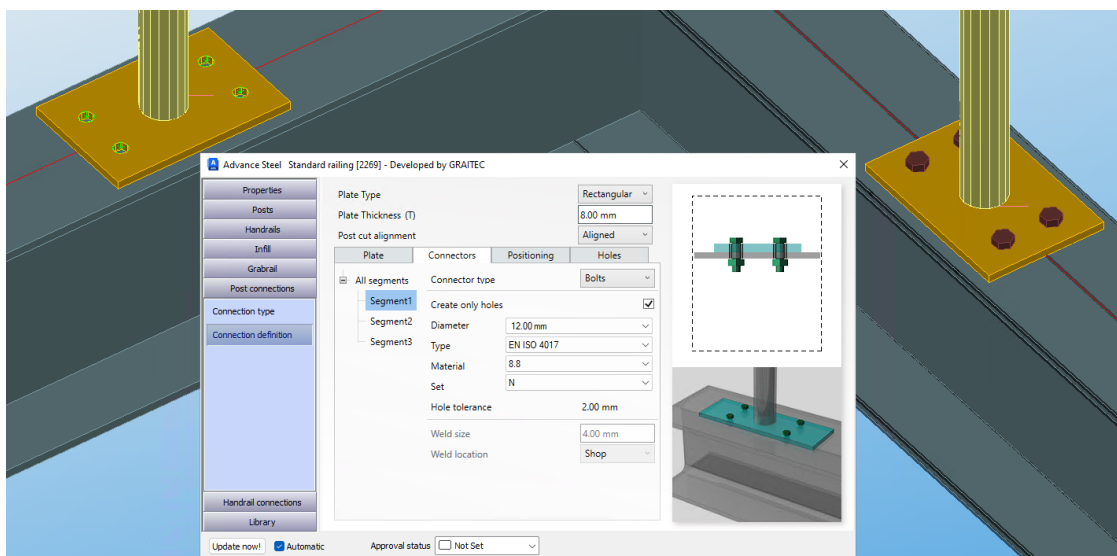 Advance Steel Standard railing [2269] - Developed by GRAITEC
Properties
Posts
Handrails
Infill
Grabrail
Post connections
Connection type
Connection definition
Handrail connections
Library
Plate Type Rectangular
Plate Thickness (T) 8.00 mm
Post cut alignment Aligned
Plate Connectors Positioning Holes
All segments
Segment1
Segment2
Segment3
Connector type Bolts
Create only holes
Diameter 12.00 mm
Type EN ISO 4017
Material 8.8
Set N
Hole tolerance 2.00 mm
Weld size 4.00 mm
Weld location Shop
Update now! Automatic Approval status Not Set